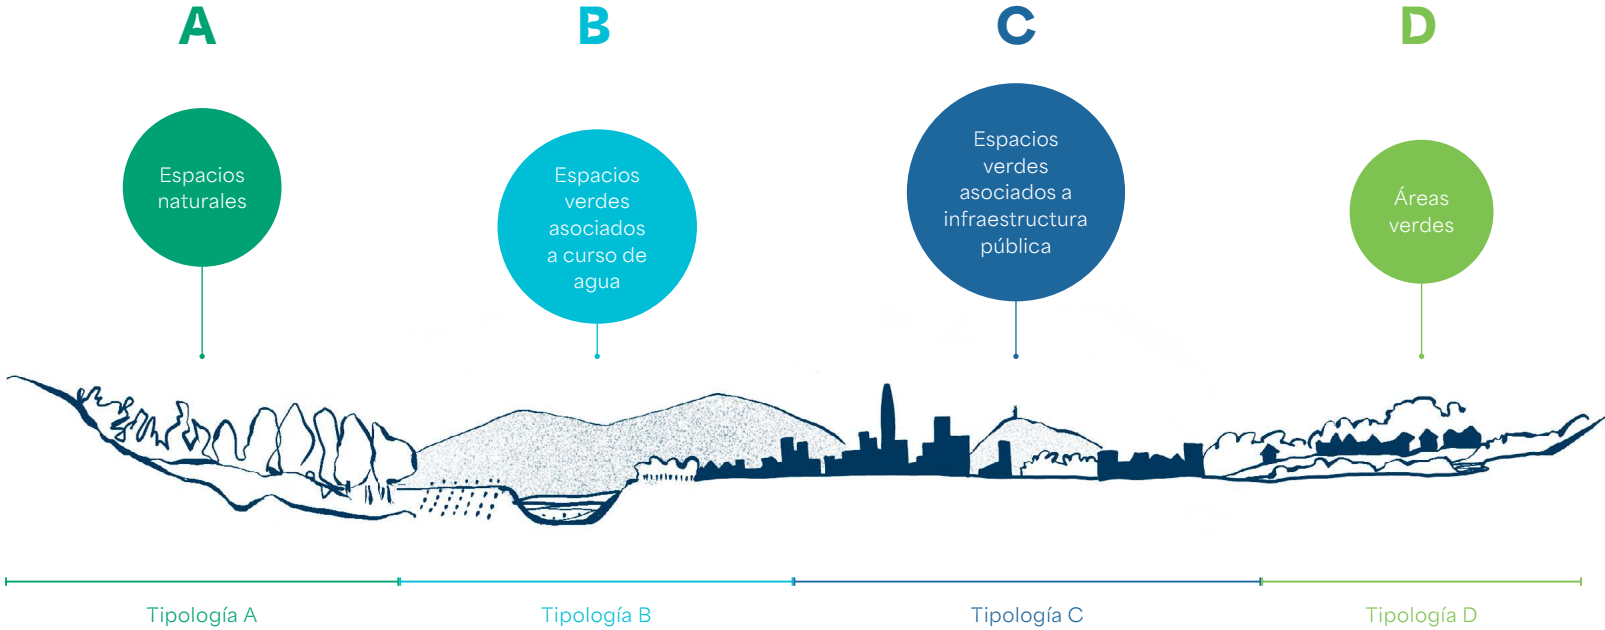 A
B
C
D
Espacios
naturales
Espacios
verdes
asociados
a curso de
agua
Espacios
verdes
asociados a
infraestructura
pública
Áreas
verdes
Tipología A
Tipología B
Tipología C
Tipología D